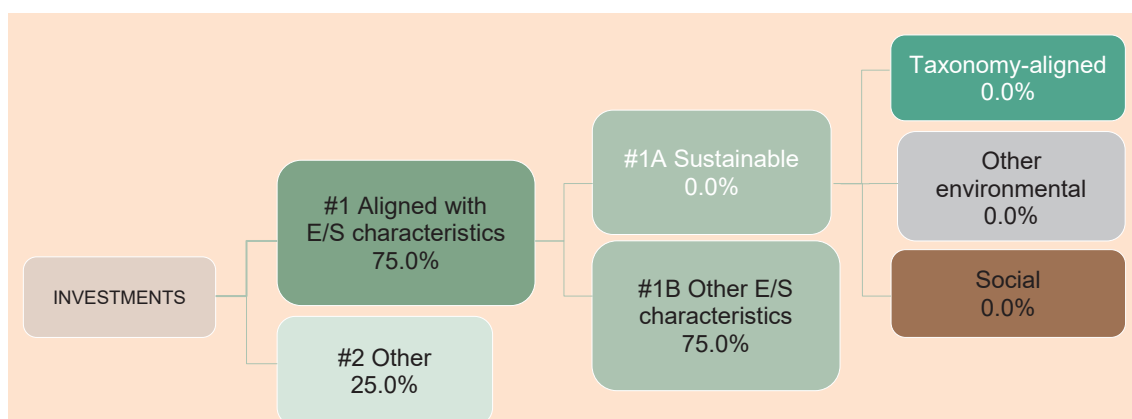 INVESTMENTS
#1 Aligned with
E/S characteristics
75.0%
#2 Other
25.0%
#1A Sustainable
0.0%
#1B Other E/S
characteristics
75.0%
Taxonomy-aligned
0.0%
Other
environmental
0.0%
Social
0.0%